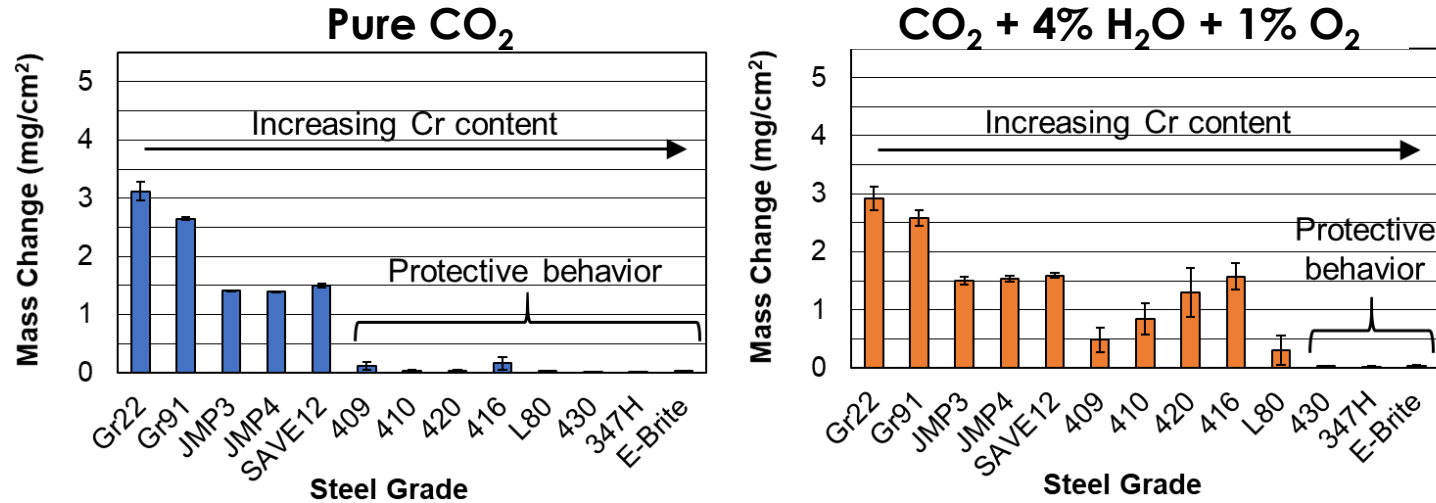 Pure CO₂
Mass Change (mg/cm²)
5
4
3
2
1
0
Increasing Cr content
Protective behavior
Gr22
Gr91
JMP3
JMP4
SAVE12
409
410
420
416
L80
430
347H
E-Brite
Steel Grade
CO₂ + 4% H₂O + 1% O₂
Mass Change (mg/cm²)
5
4
3
2
1
0
Increasing Cr content
Protective
behavior
Gr22
Gr91
JMP3
JMP4
SAVE12
409
410
420
416
L80
430
347H
E-Brite
Steel Grade